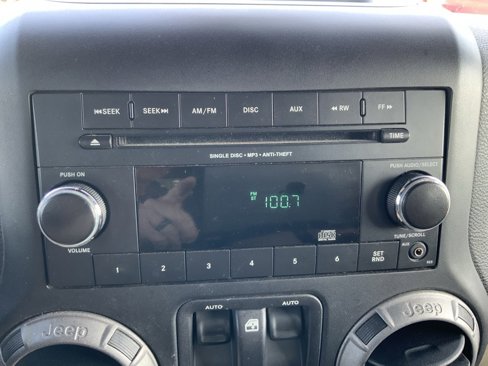 SEEK SEEK AM/FM DISC AUX RW FF
TIME
SINGLE DISC • MP3 • ANTI-THEFT
PUSH ON
PUSH AUDIO/SELECT
FM
100.7
VOLUME
TUNE/SCROLL
1 2 3 4 5 6 SET
RND
AUX
AUTO AUTO
Jeep Jeep